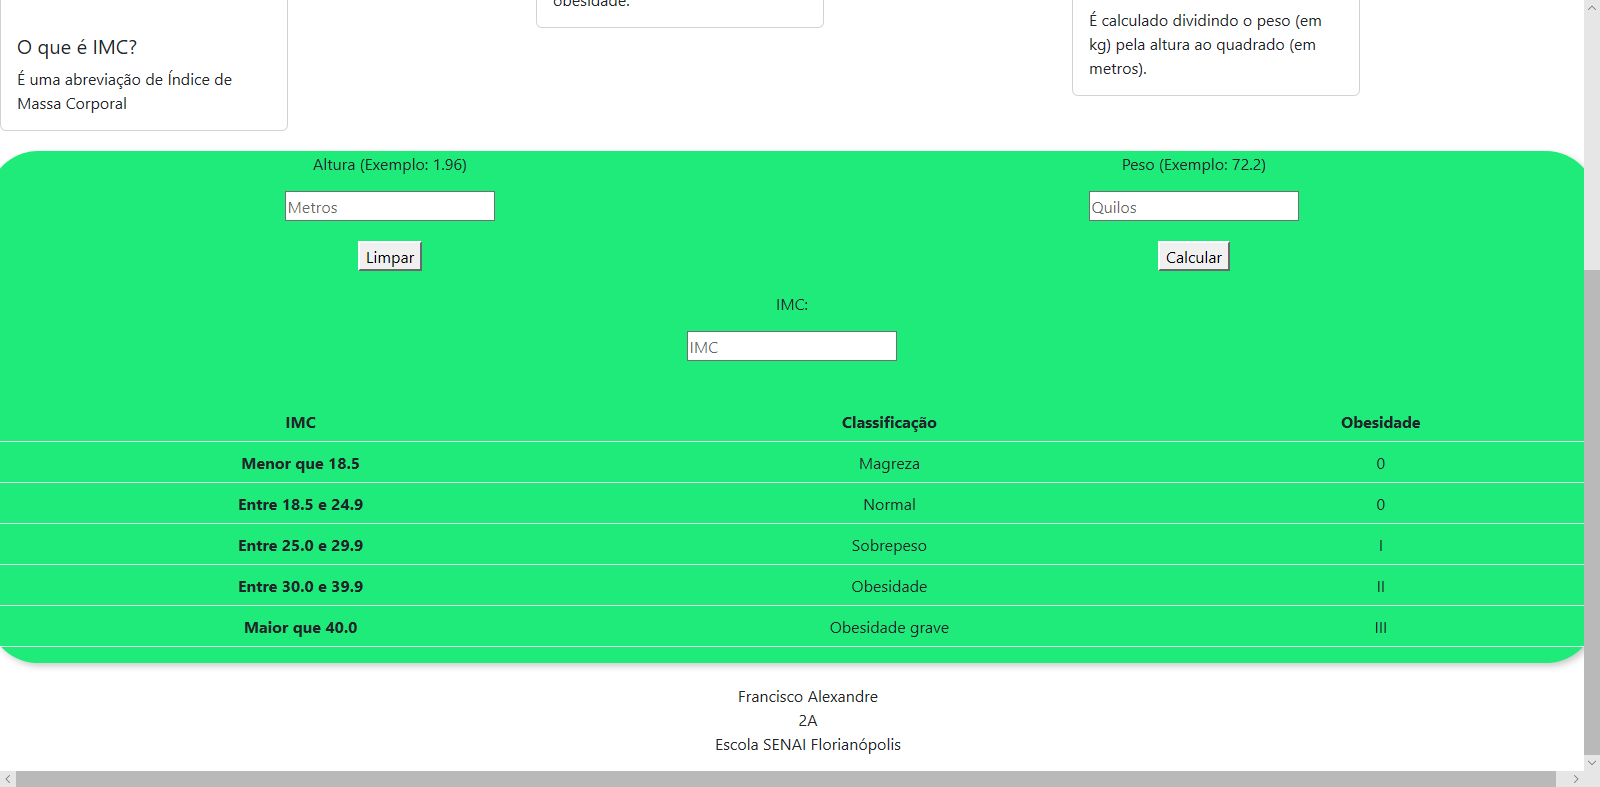 obesidade.
O que é IMC?
É uma abreviação de Índice de
Massa Corporal
É calculado dividindo o peso (em
kg) pela altura ao quadrado (em
metros).
Altura (Exemplo: 1.96)
Peso (Exemplo: 72.2)
Metros
Quilos
Limpar
Calcular
IMC:
IMC
IMC Classificação Obesidade
Menor que 18.5 Magreza 0
Entre 18.5 e 24.9 Normal 0
Entre 25.0 e 29.9 Sobrepeso I
Entre 30.0 e 39.9 Obesidade II
Maior que 40.0 Obesidade grave III
Francisco Alexandre
2A
Escola SENAI Florianópolis